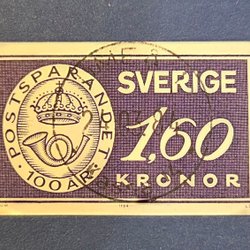 POSTSPARANDET
100 ÅR
SVERIGE
1,60
KRONOR